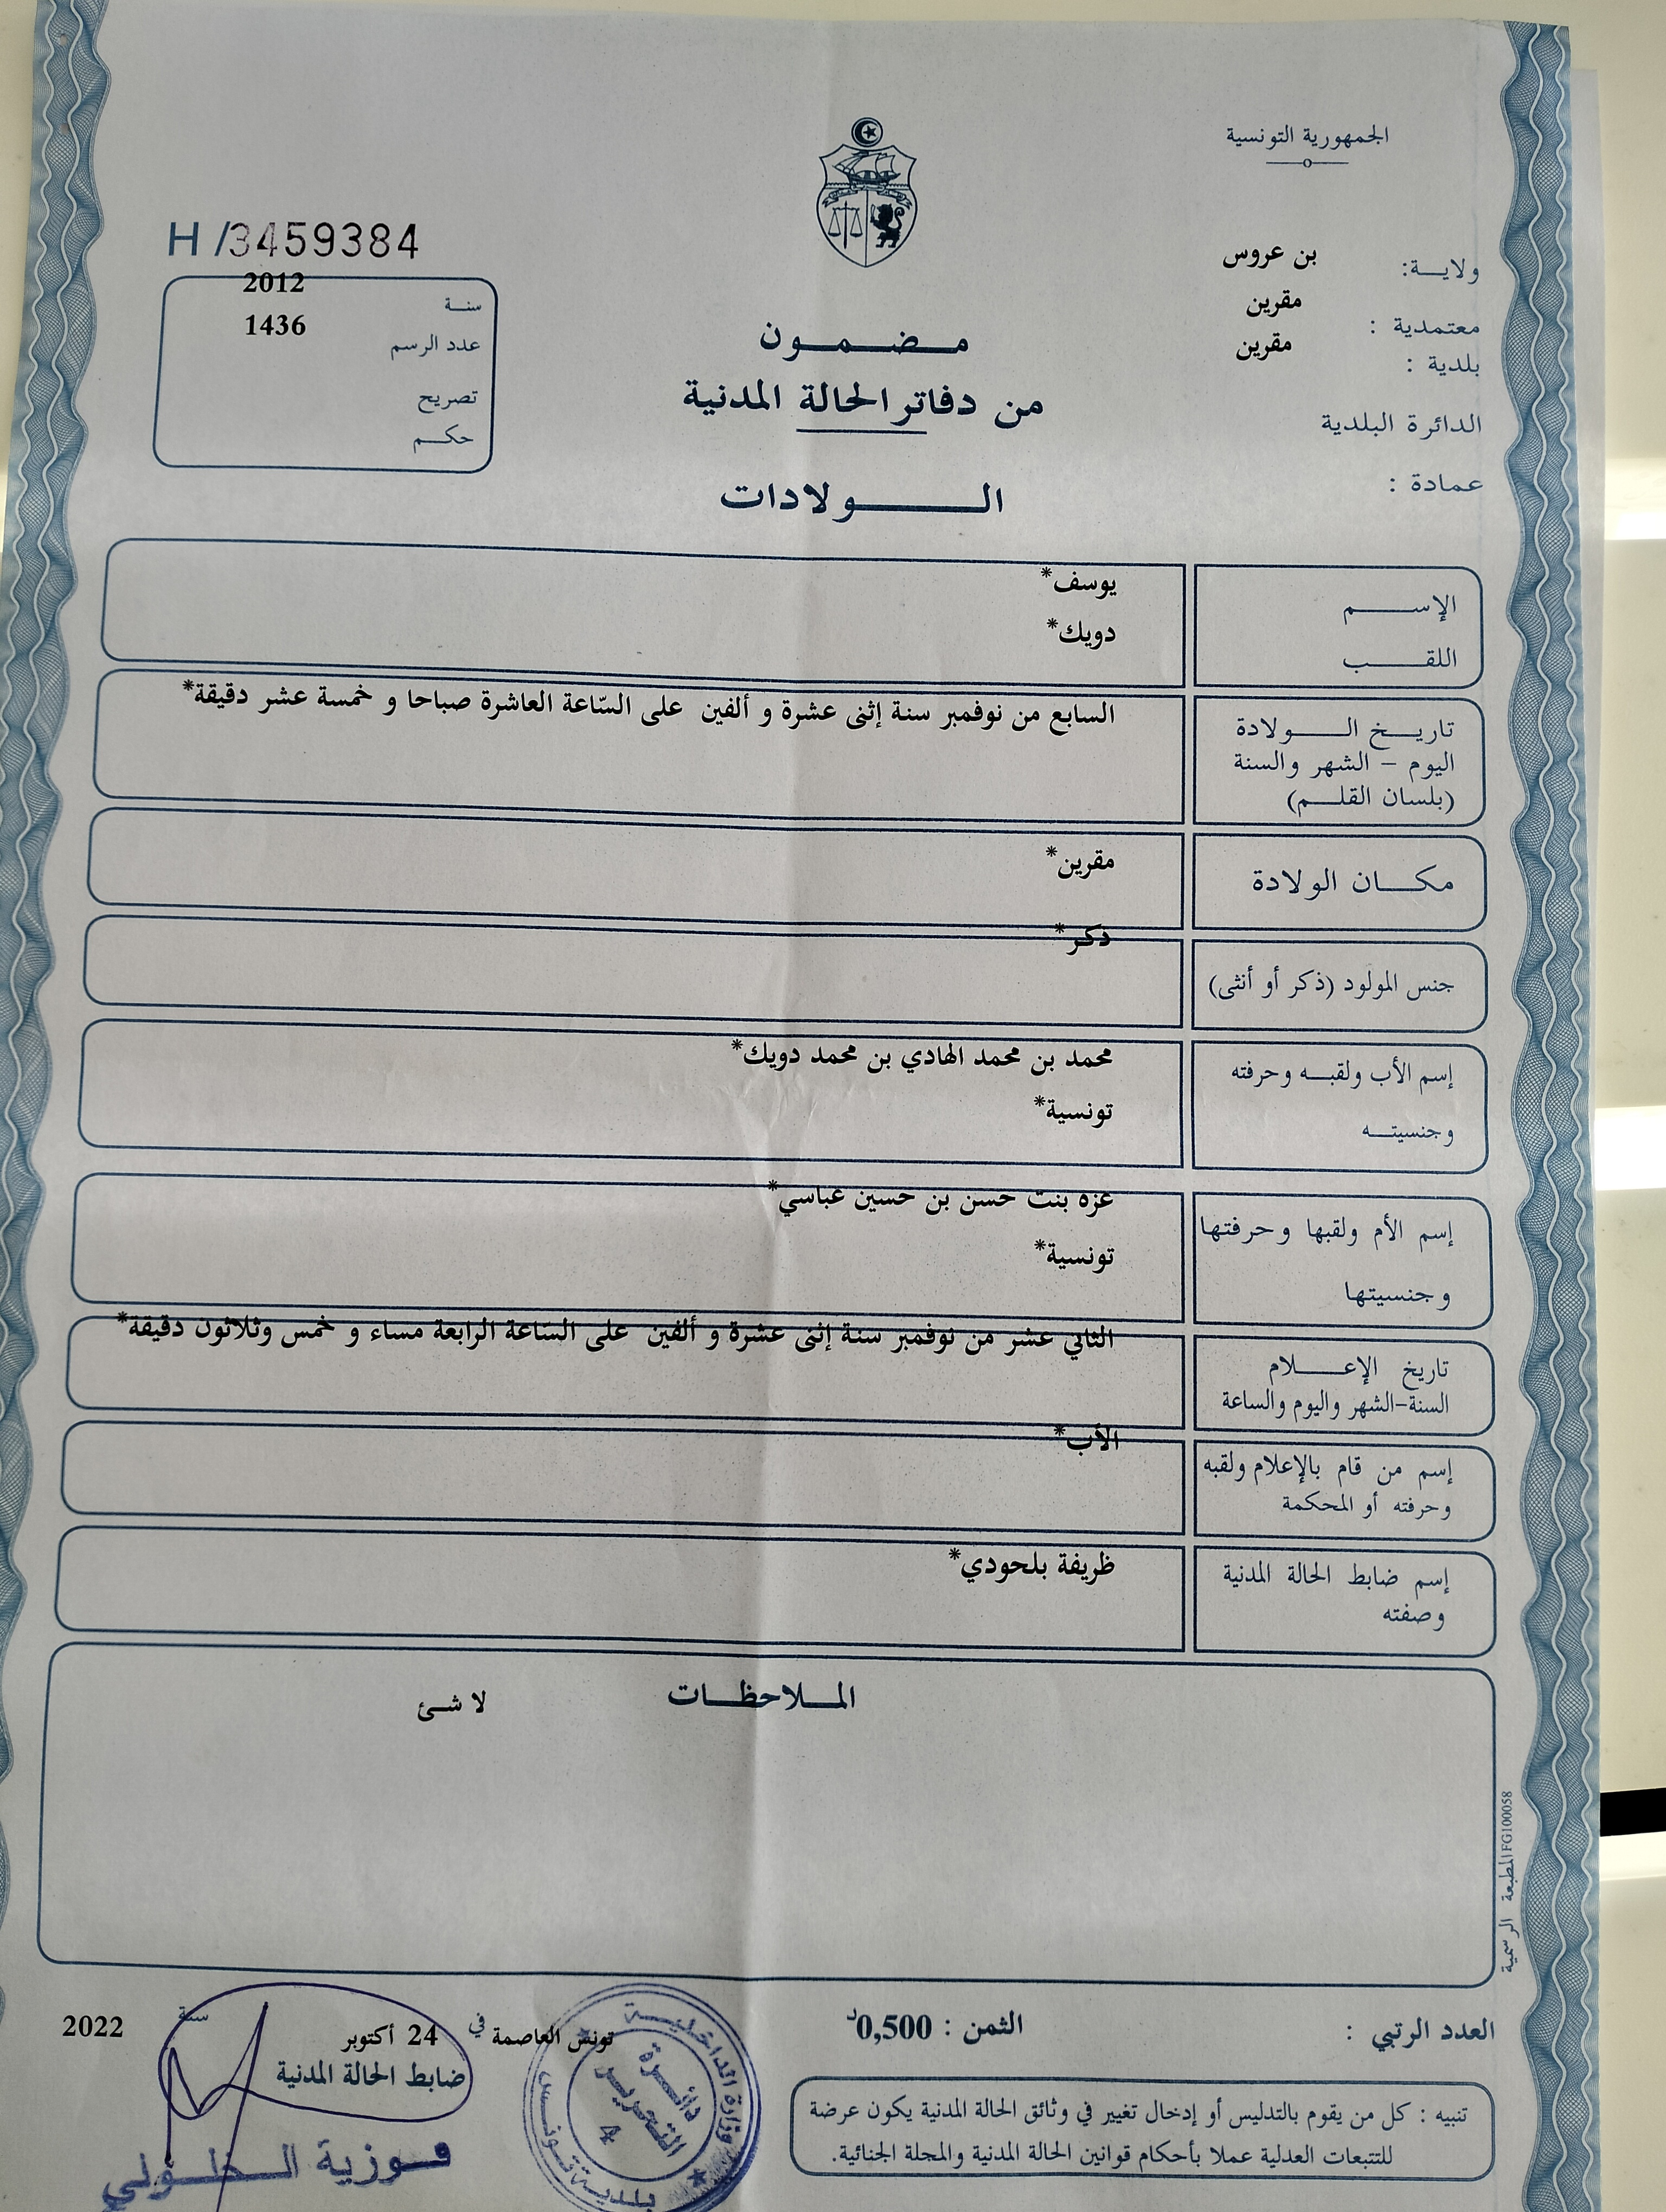 الجمهورية التونسية
ولاية: بن عروس
معتمدية : مقرين
بلدية : مقرين
الدائرة البلدية
عمادة :
H/3459384
سنة 2012
عدد الرسم 1436
تصريح
حكم
مضمون
من دفاتر الحالة المدنية
الولادات
الإسم يوسف*
اللقب دويك*
تاريخ الولادة
اليوم - الشهر والسنة
(بلسان القلم)
السابع من نوفمبر سنة إثنى عشرة و ألفين على السّاعة العاشرة صباحا و خمسة عشر دقيقة*
مكان الولادة مقرين*
جنس المولود (ذكر أو أنثى) ذكر*
إسم الأب ولقبه وحرفته محمد بن محمد الهادي بن محمد دويك*
وجنسيته تونسية*
إسم الأم ولقبها وحرفتها عزه بنت حسن بن حسين عباسي*
وجنسيتها تونسية*
تاريخ الإعلام
السنة-الشهر واليوم والساعة
الثاني عشر من نوفمبر سنة إثنى عشرة و ألفين على السّاعة الرابعة مساء و خمس وثلاثون دقيقة*
إسم من قام بالإعلام ولقبه
وحرفته أو المحكمة
الأب*
إسم ضابط الحالة المدنية
وصفته
ظريفة بلحودي*
الملاحظات
لا شئ
المطبعة الرسمية FG100058
العدد الرتبي :
الثمن : 0,500د
تونس العاصمة في 24 أكتوبر سنة 2022
ضابط الحالة المدنية
وزارة الداخلية
بلدية تونس
دائرة
التحرير
4
تنبيه : كل من يقوم بالتدليس أو إدخال تغيير في وثائق الحالة المدنية يكون عرضة
للتتبعات العدلية عملا بأحكام قوانين الحالة المدنية والمجلة الجنائية.
فوزية